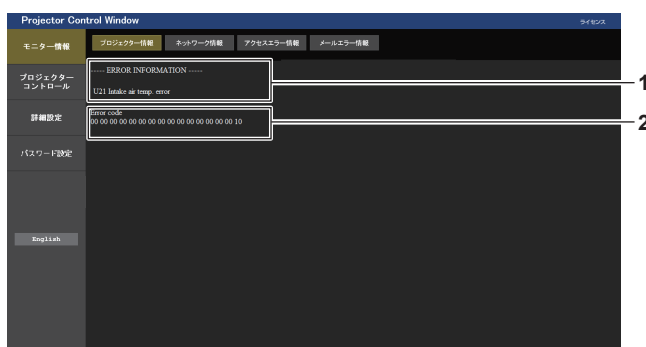 Projector Control Window
ライセンス
モニター情報
プロジェクター情報
ネットワーク情報
アクセスエラー情報
メールエラー情報
----- ERROR INFORMATION -----
U21 Intake air temp. error
1
プロジェクター
コントロール
Error code
00 00 00 00 00 00 00 00 00 00 00 00 00 00 00 10
2
詳細設定
パスワード設定
English